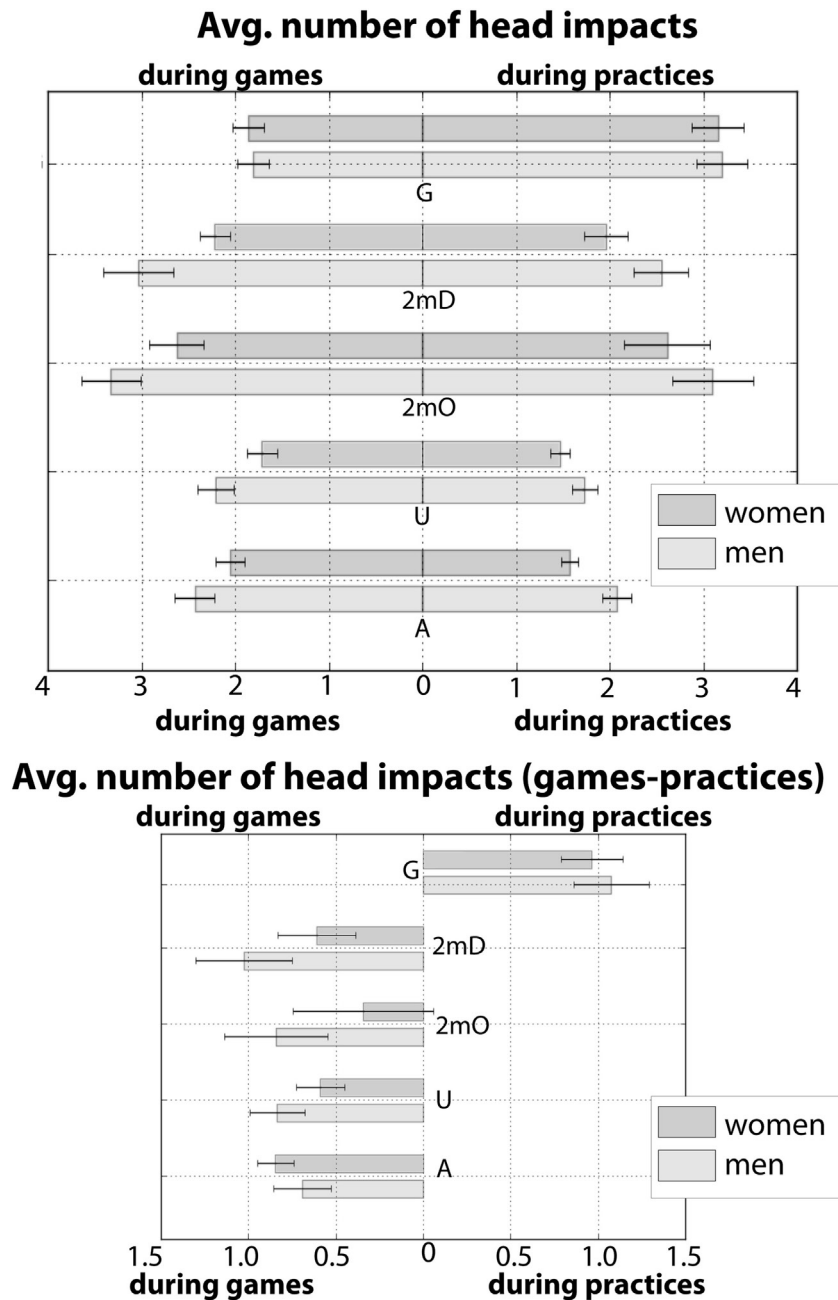 Avg. number of head impacts
during games during practices
G
2mD
2mO
U
women
men
A
4 3 2 1 0 1 2 3 4
during games during practices
Avg. number of head impacts (games-practices)
during games during practices
G
2mD
2mO
U
women
A
men
1.5 1.0 0.5 0 0.5 1.0 1.5
during games during practices